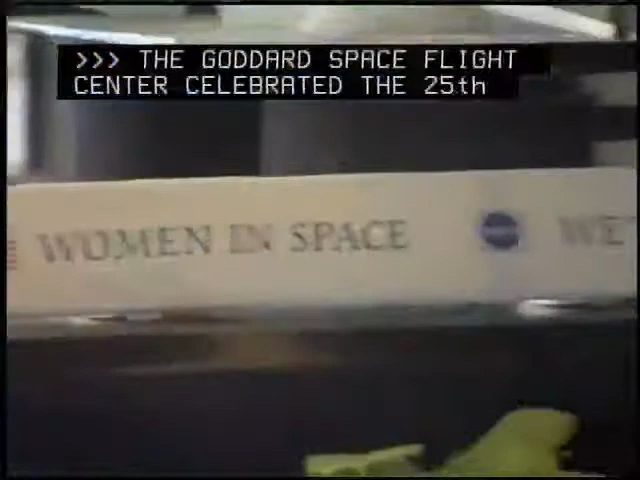 >>> THE GODDARD SPACE FLIGHT
CENTER CELEBRATED THE 25th
WOMEN IN SPACE